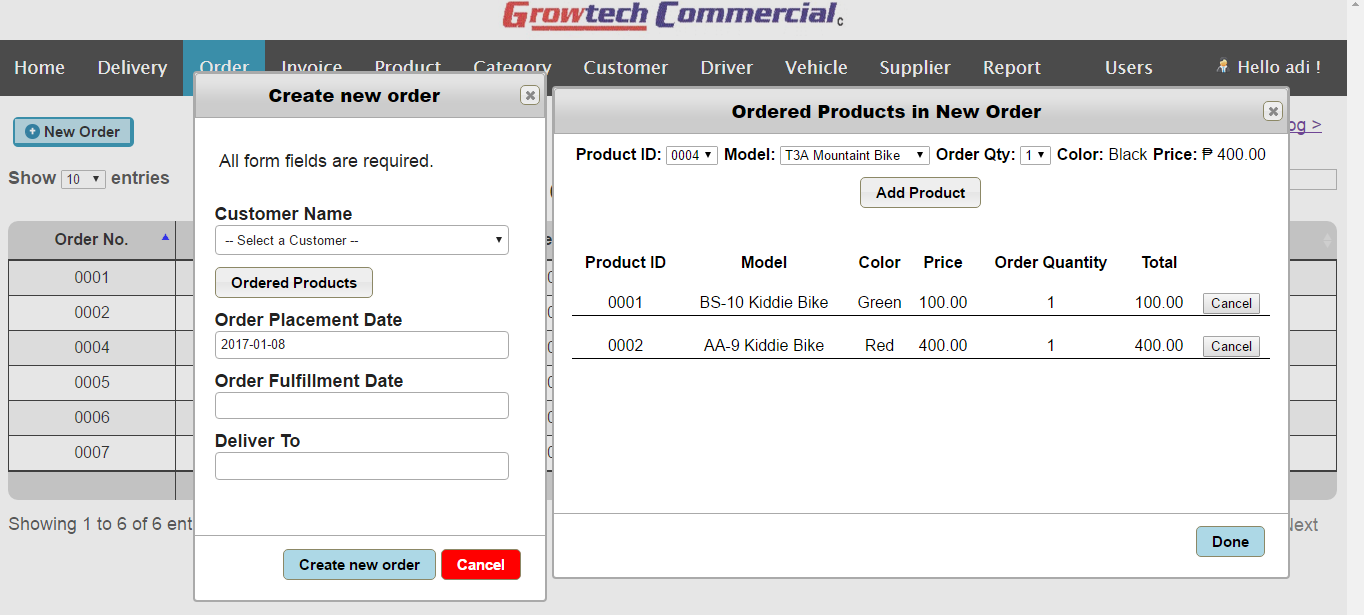 Growtech Commercial c
Home Delivery Order Invoice Product Category Customer Driver Vehicle Supplier Report Users Hello adi !
New Order
Show 10 entries
Order No.
0001
0002
0004
0005
0006
0007
Showing 1 to 6 of 6
Create new order
All form fields are required.
Customer Name
-- Select a Customer --
Ordered Products
Order Placement Date
2017-01-08
Order Fulfillment Date
Deliver To
Create new order Cancel
Ordered Products in New Order
Product ID: 0004 Model: T3A Mountaint Bike Order Qty: 1 Color: Black Price: ₱ 400.00
Add Product
Product ID Model Color Price Order Quantity Total
0001 BS-10 Kiddie Bike Green 100.00 1 100.00 Cancel
0002 AA-9 Kiddie Bike Red 400.00 1 400.00 Cancel
Done